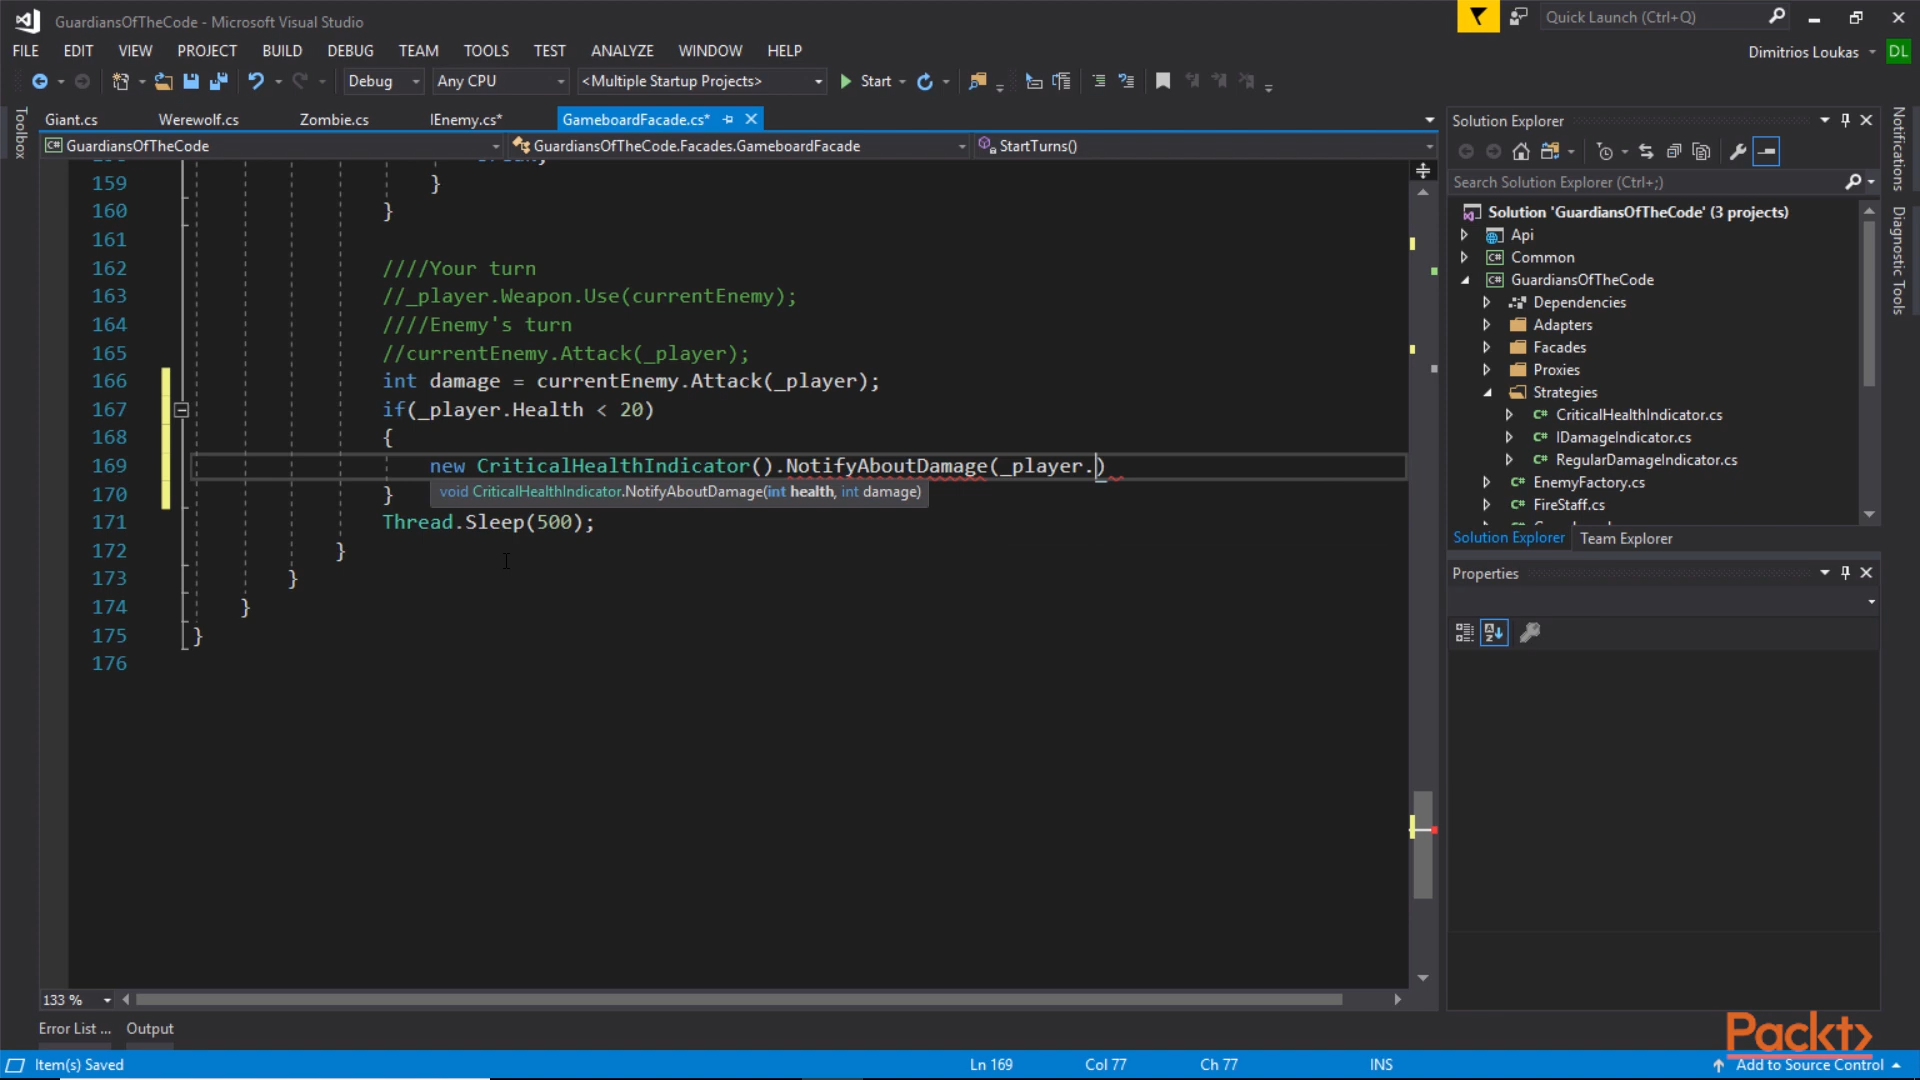 GuardiansOfTheCode - Microsoft Visual Studio
Quick Launch (Ctrl+Q)
FILE EDIT VIEW PROJECT BUILD DEBUG TEAM TOOLS TEST ANALYZE WINDOW HELP
Dimitrios Loukas DL
Debug Any CPU <Multiple Startup Projects> Start
Toolbox
Giant.cs Werewolf.cs Zombie.cs IEnemy.cs* GameboardFacade.cs*
GuardiansOfTheCode GuardiansOfTheCode.Facades.GameboardFacade StartTurns()
159 }
160 }
161
162 ////Your turn
163 //_player.Weapon.Use(currentEnemy);
164 ////Enemy's turn
165 //currentEnemy.Attack(_player);
166 int damage = currentEnemy.Attack(_player);
167 if(_player.Health < 20)
168 {
169 new CriticalHealthIndicator().NotifyAboutDamage(_player.)
170 }
void CriticalHealthIndicator.NotifyAboutDamage(int health, int damage)
171 Thread.Sleep(500);
172 }
173 }
174 }
175 }
176
133 %
Error List ... Output
Solution Explorer
Search Solution Explorer (Ctrl+;)
Solution 'GuardiansOfTheCode' (3 projects)
Api
Common
GuardiansOfTheCode
Dependencies
Adapters
Facades
Proxies
Strategies
CriticalHealthIndicator.cs
IDamageIndicator.cs
RegularDamageIndicator.cs
EnemyFactory.cs
FireStaff.cs
Solution Explorer Team Explorer
Properties
Notifications
Diagnostic Tools
Packt>
Item(s) Saved Ln 169 Col 77 Ch 77 INS Add to Source Control